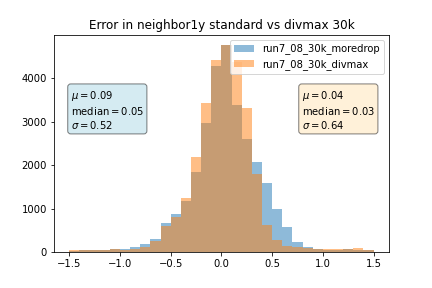 Error in neighbor1y standard vs divmax 30k
run7_08_30k_moredrop
run7_08_30k_divmax
μ = 0.09
median = 0.05
σ = 0.52
μ = 0.04
median = 0.03
σ = 0.64
4000
3000
2000
1000
0
−1.5 −1.0 −0.5 0.0 0.5 1.0 1.5